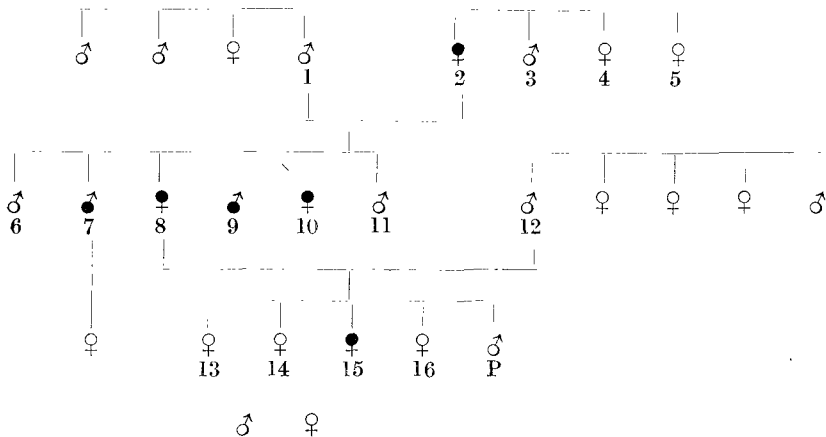 ♂ ♂ ♀ ♂ ♀ ♂ ♀ ♀
1 2 3 4 5
♂ ♂ ♀ ♂ ♀ ♂ ♂ ♀ ♀ ♀ ♂
6 7 8 9 10 11 12
♀ ♀ ♀ ♀ ♀ ♂
13 14 15 16 P
♂ ♀